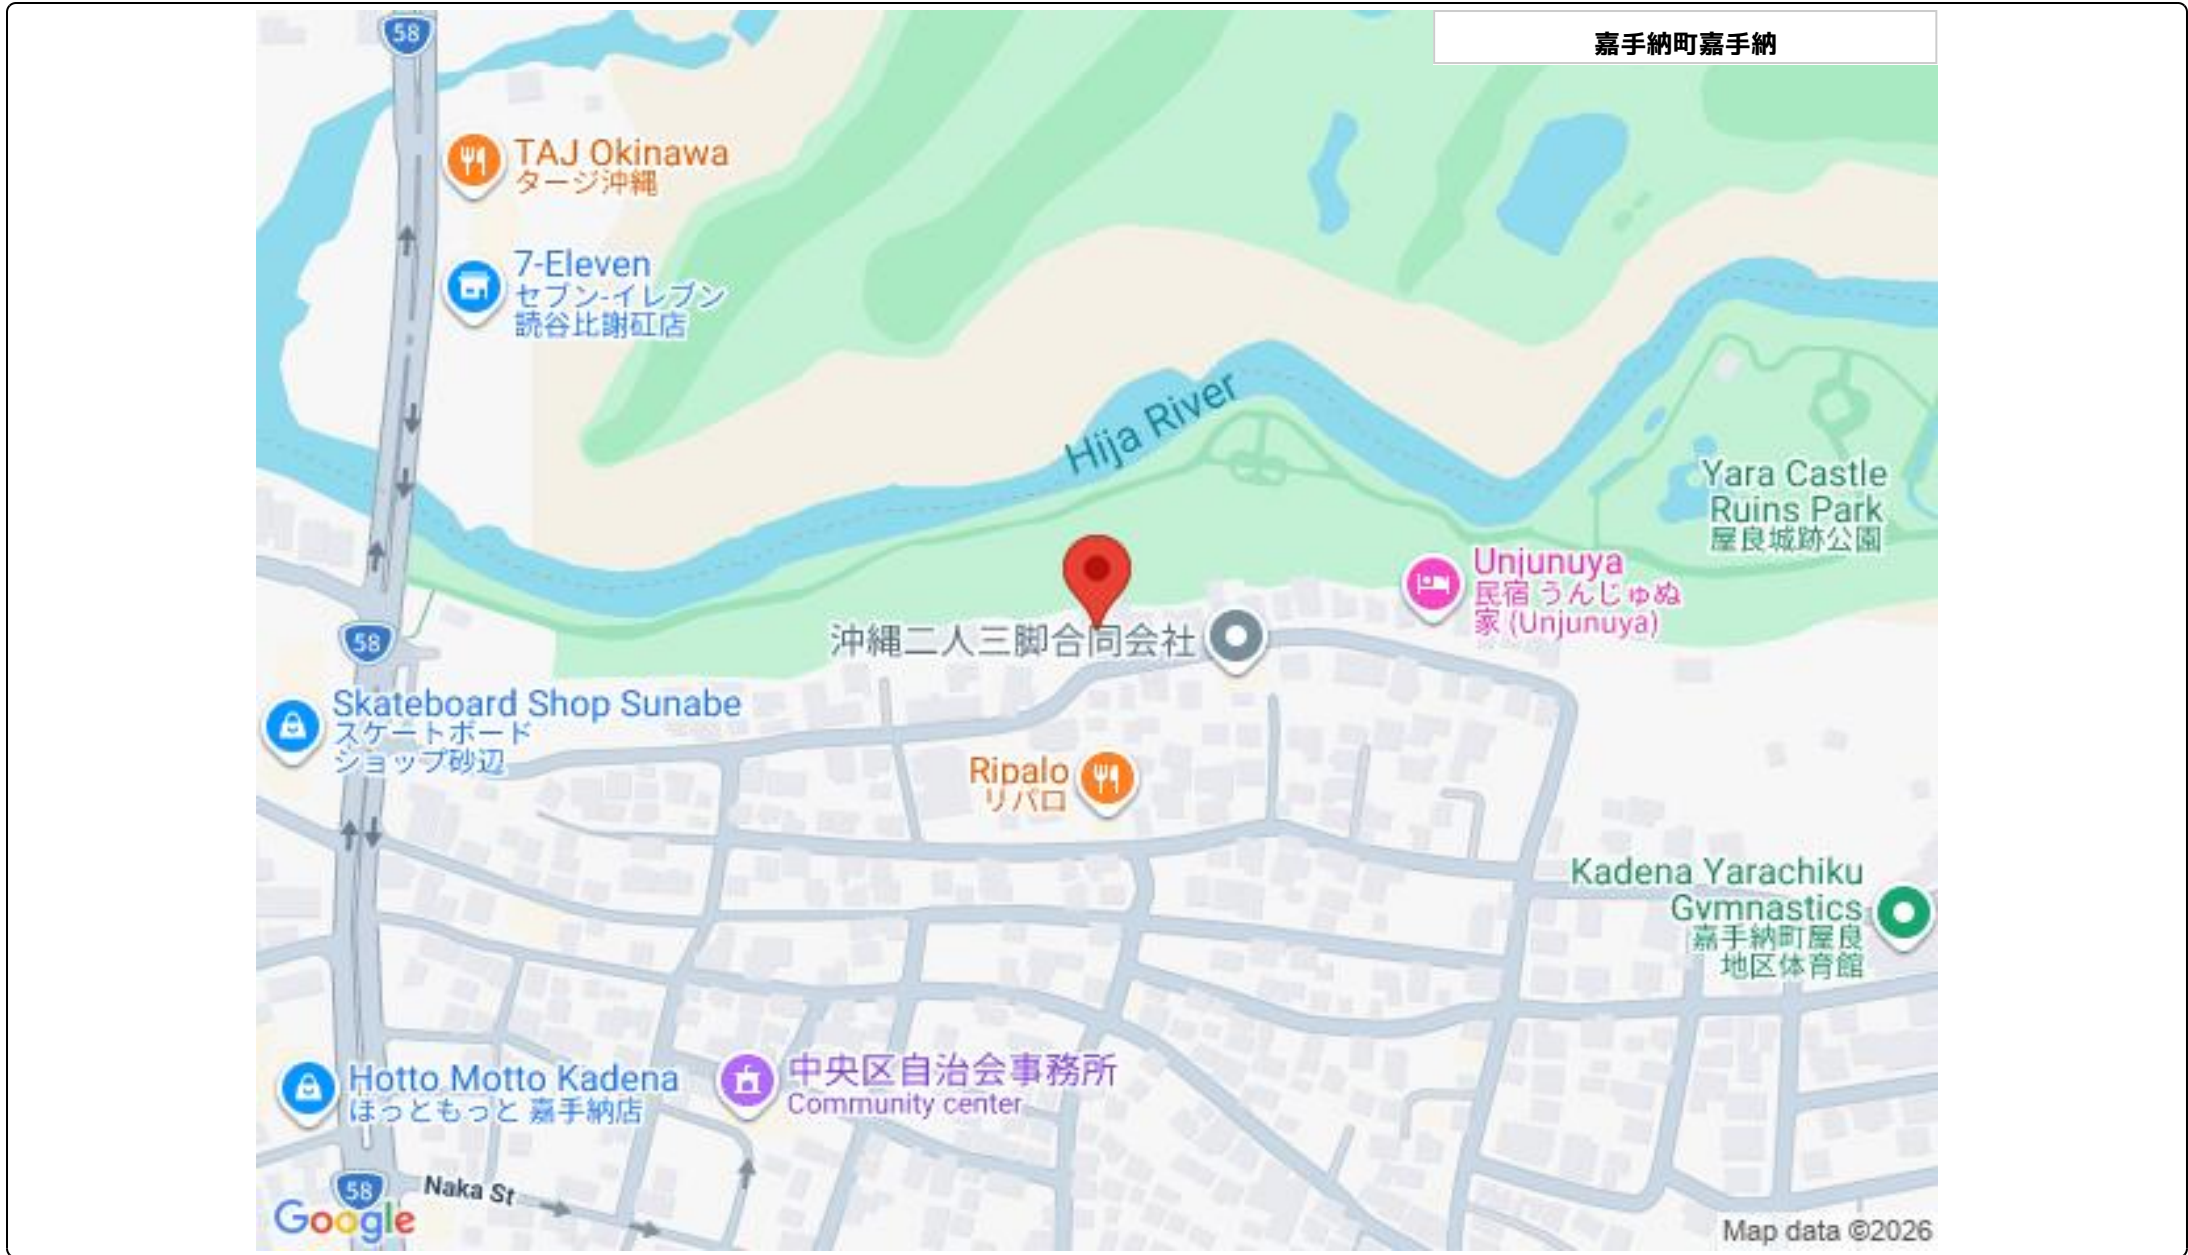 58
嘉手納町嘉手納
TAJ Okinawa
タージ沖縄
7-Eleven
セブン-イレブン
読谷比謝矼店
Hija River
Yara Castle
Ruins Park
屋良城跡公園
Unjunuya
民宿 うんじゅぬ
家 (Unjunuya)
沖縄二人三脚合同会社
58
Skateboard Shop Sunabe
スケートボード
ショップ砂辺
Ripalo
リパロ
Kadena Yarachiku
Gymnastics
嘉手納町屋良
地区体育館
中央区自治会事務所
Community center
Hotto Motto Kadena
ほっともっと 嘉手納店
Naka St
58
Google
Map data ©2026